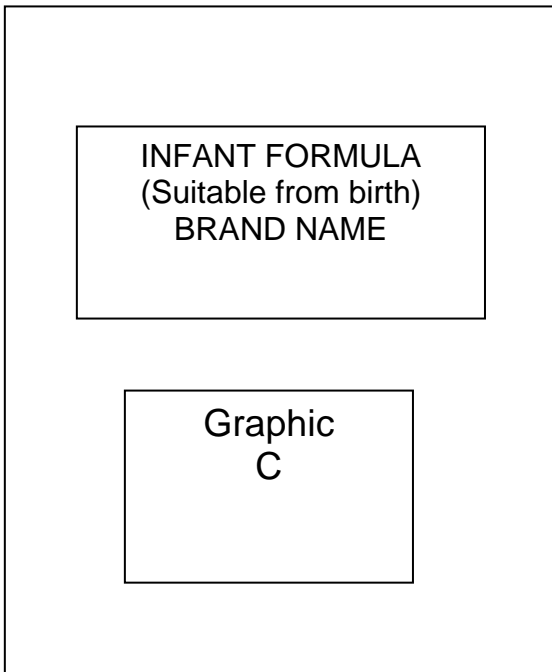 INFANT FORMULA
(Suitable from birth)
BRAND NAME
Graphic
C